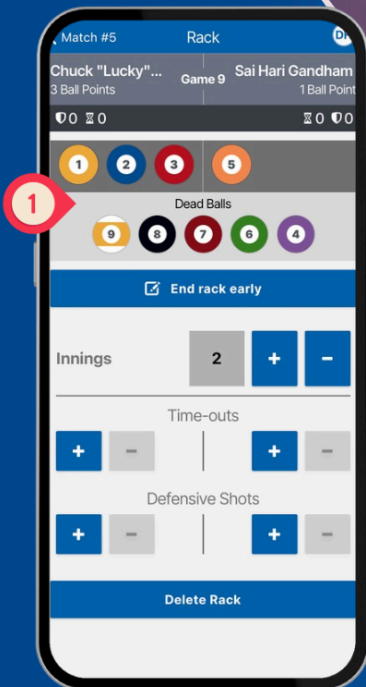 Match #5 Rack DH
Chuck "Lucky"... Game 9 Sai Hari Gandham
3 Ball Points 1 Ball Point
0 0 0 0
1 2 3 5
1
Dead Balls
9 8 7 6 4
End rack early
Innings 2 + -
Time-outs
+ - + -
Defensive Shots
+ - + -
Delete Rack